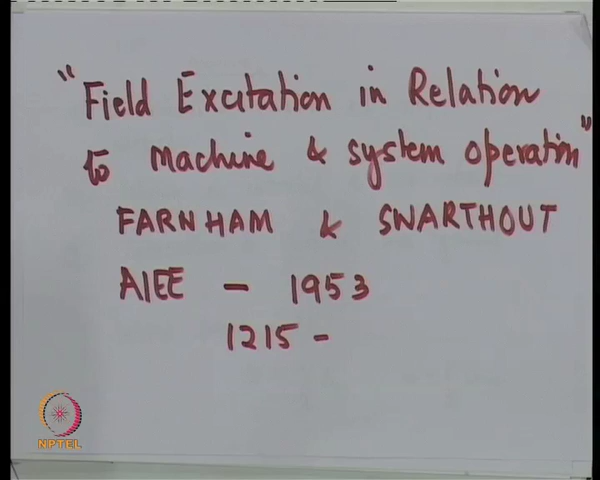 "Field Excitation in Relation
to Machine & system operation"
FARNHAM & SWARTHOUT
AIEE - 1953
1215 -
NPTEL